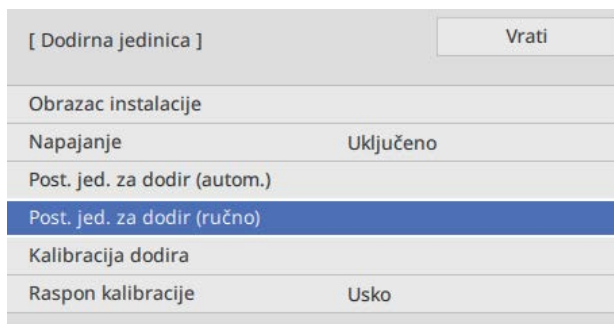 [ Dodirna jedinica ] Vrati
Obrazac instalacije
Napajanje Uključeno
Post. jed. za dodir (autom.)
Post. jed. za dodir (ručno)
Kalibracija dodira
Raspon kalibracije Usko